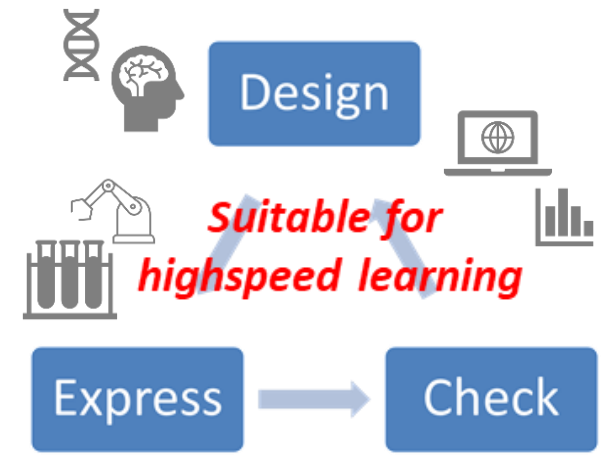 Design
Suitable for
highspeed learning
Express
Check